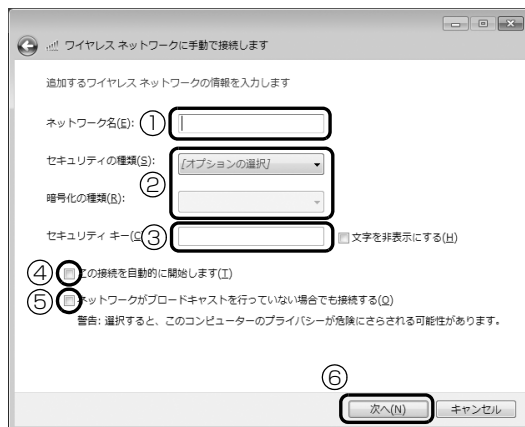 ワイヤレス ネットワークに手動で接続します
追加するワイヤレス ネットワークの情報を入力します
ネットワーク名(E): ①
セキュリティの種類(S): [オプションの選択]
②
暗号化の種類(R):
セキュリティ キー(C ③ 文字を非表示にする(H)
④ この接続を自動的に開始します(T)
⑤ ネットワークがブロードキャストを行っていない場合でも接続する(O)
警告: 選択すると、このコンピューターのプライバシーが危険にさらされる可能性があります。
⑥
次へ(N) キャンセル